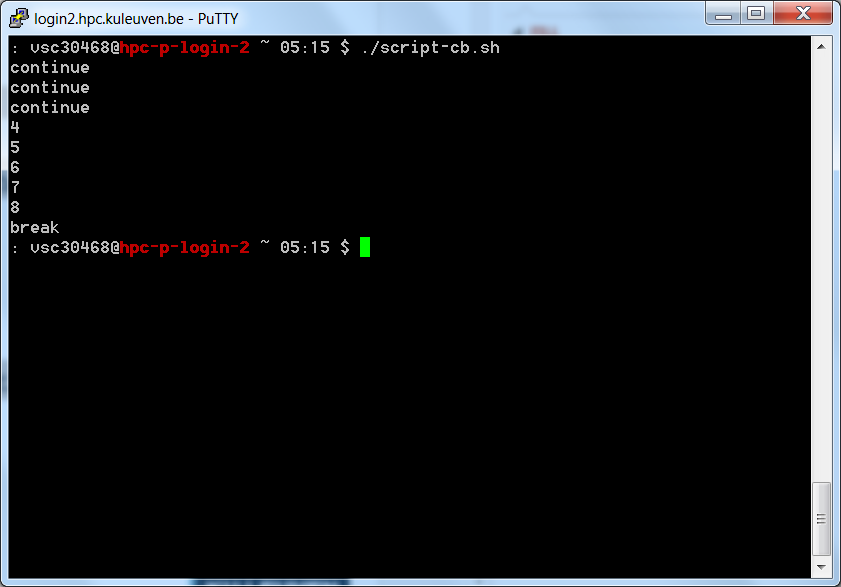 login2.hpc.kuleuven.be - PuTTY
: vsc30468@hpc-p-login-2 ~ 05:15 $ ./script-cb.sh
continue
continue
continue
4
5
6
7
8
break
: vsc30468@hpc-p-login-2 ~ 05:15 $